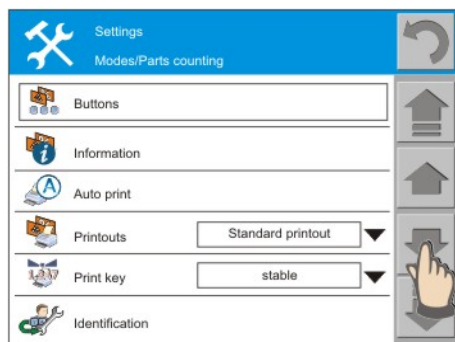 Settings
Modes/Parts counting
Buttons
Information
Auto print
Printouts Standard printout
Print key stable
Identification